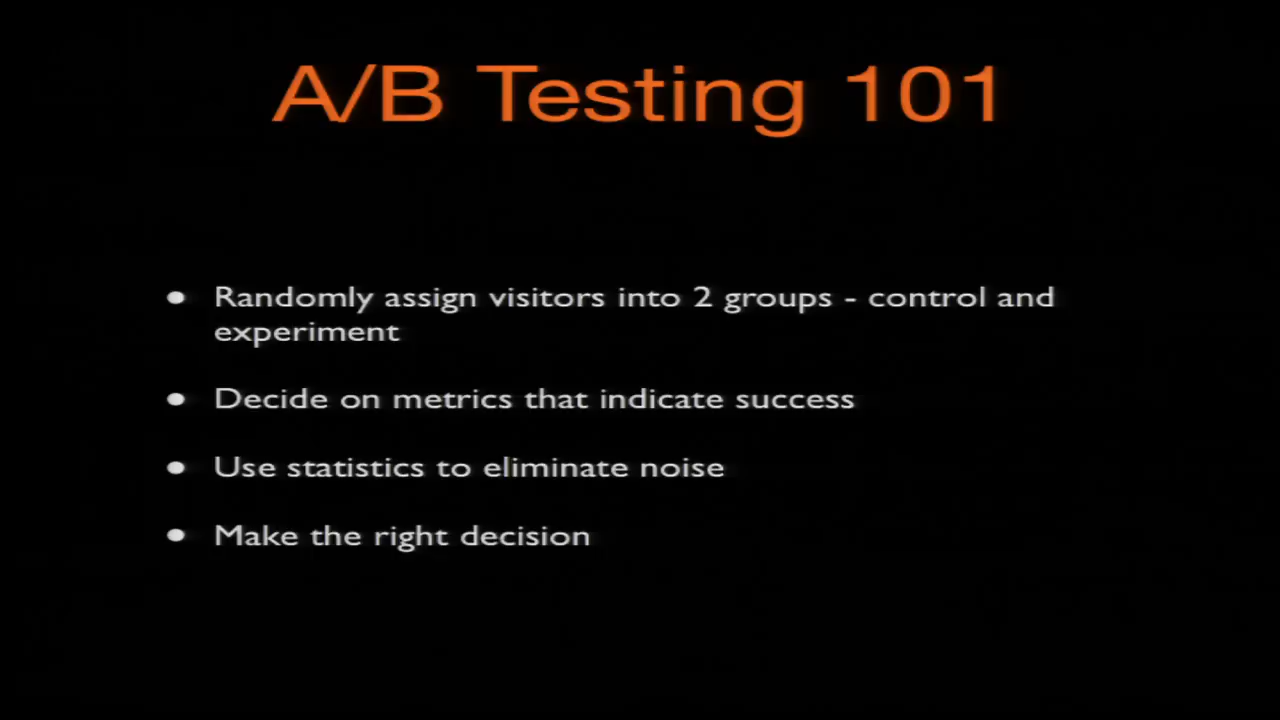 A/B Testing 101
• Randomly assign visitors into 2 groups - control and
experiment
• Decide on metrics that indicate success
• Use statistics to eliminate noise
• Make the right decision